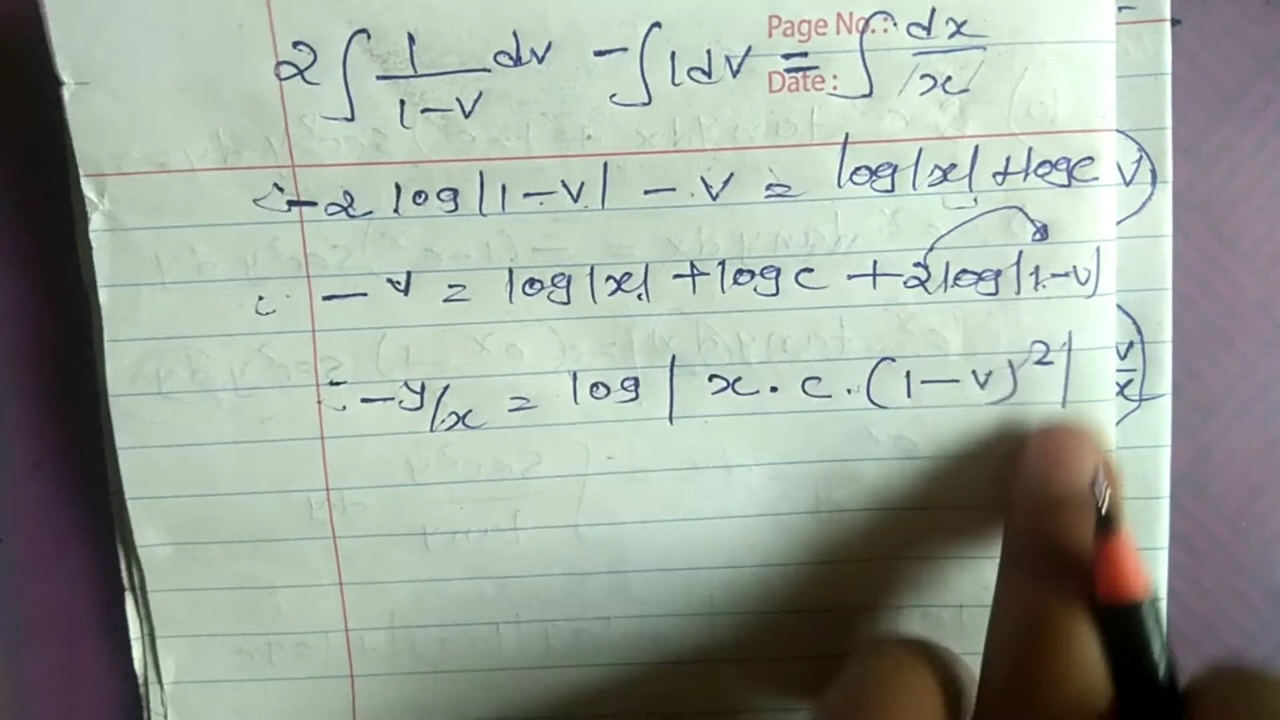 Page No.:
Date:
2∫ 1/(1-v) dv - ∫1dv = ∫ dx/x
∴ -2 log|1-v| - v = log|x| + log c
∴ -v = log|x| + log c + 2log|1-v|
∴ -y/x = log | x . c . (1-v)² |